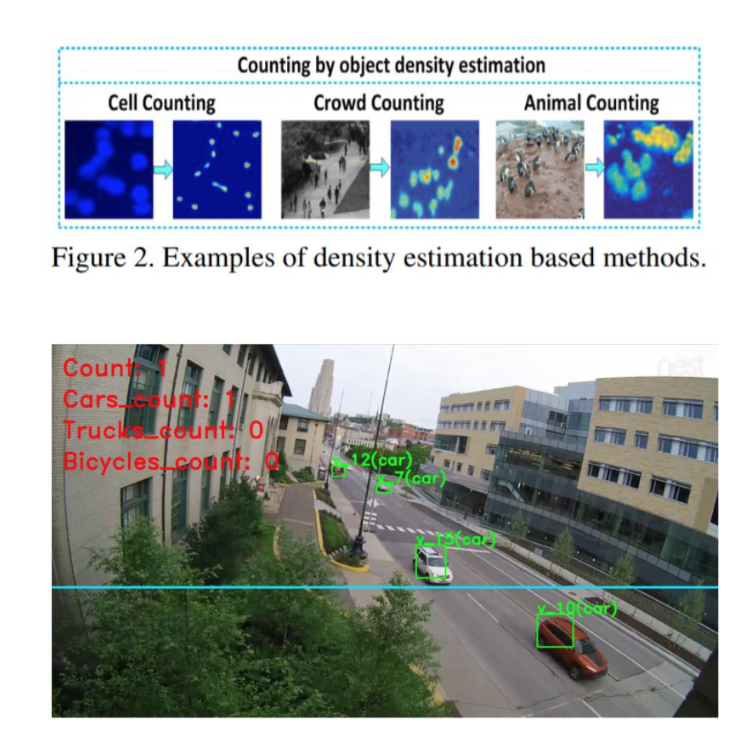 Counting by object density estimation
Cell Counting Crowd Counting Animal Counting
Figure 2. Examples of density estimation based methods.
nest
Count: 1
Cars_count: 1
Trucks_count: 0
Bicycles_count: 0
v_12(car)
v_7(car)
v_15(car)
v_10(car)